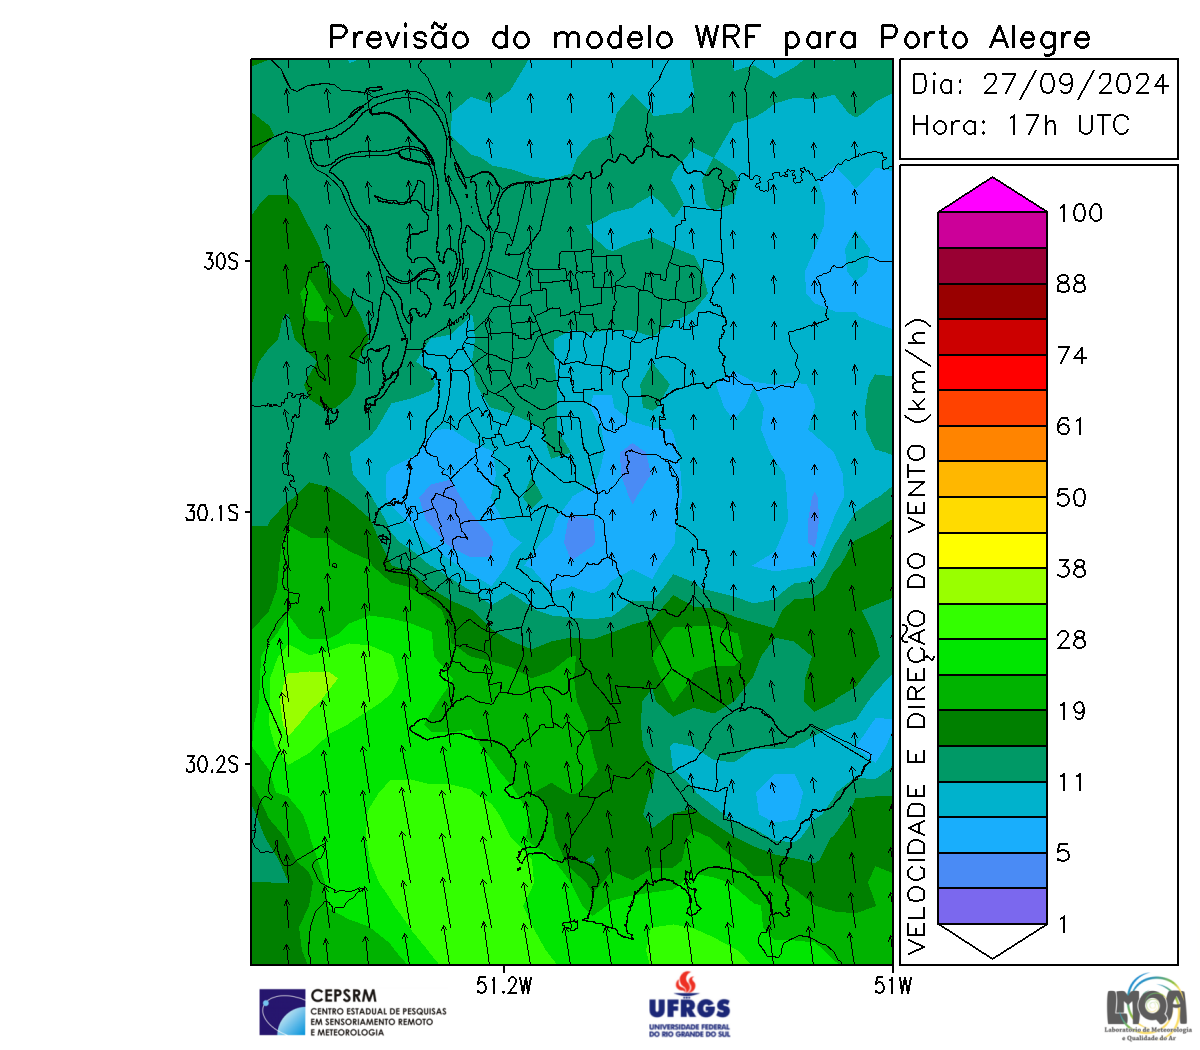 Previsão do modelo WRF para Porto Alegre
Dia: 27/09/2024
Hora: 17h UTC
30S
30.1S
30.2S
51.2W
51W
VELOCIDADE E DIREÇÃO DO VENTO (km/h)
100
88
74
61
50
38
28
19
11
5
1
CEPSRM
CENTRO ESTADUAL DE PESQUISAS
EM SENSORIAMENTO REMOTO
E METEOROLOGIA
UFRGS
UNIVERSIDADE FEDERAL
DO RIO GRANDE DO SUL
LMQA
Laboratório de Meteorologia
e Qualidade do Ar